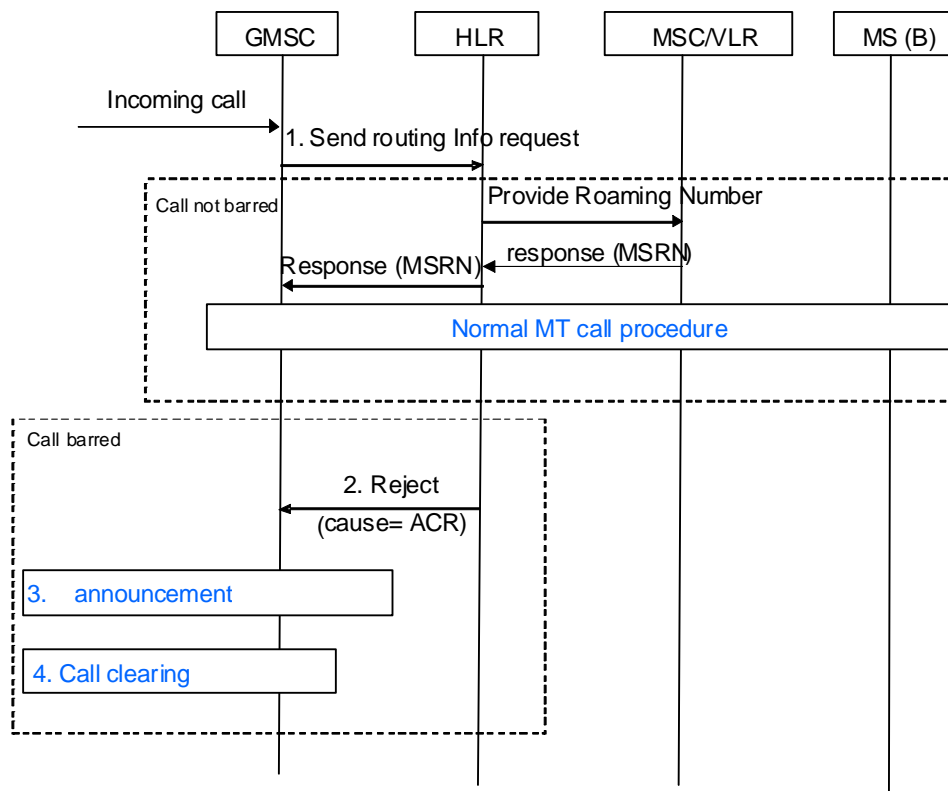 GMSC
HLR
MSC/VLR
MS (B)
Incoming call
1. Send routing Info request
Call not barred
Provide Roaming Number
response (MSRN)
Response (MSRN)
Normal MT call procedure
Call barred
2. Reject
(cause= ACR)
3. announcement
4. Call clearing